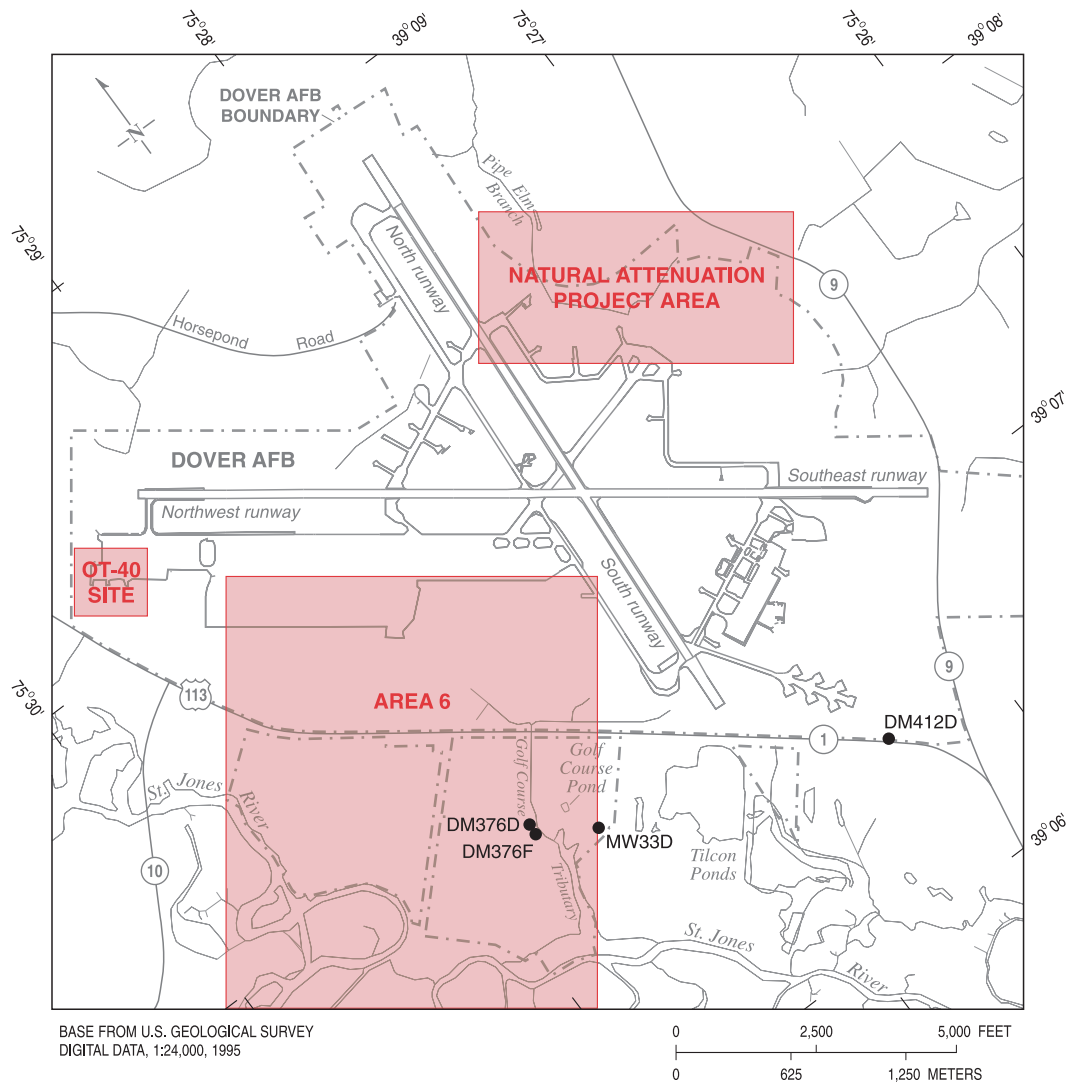 75°28'
39°09'
75°27'
75°26'
39°08'
DOVER AFB
BOUNDARY
N
Pipe Elm
Branch
75°29'
North runway
NATURAL ATTENUATION
PROJECT AREA
9
Horsepond Road
39°07'
DOVER AFB
Southeast runway
Northwest runway
OT-40
SITE
South runway
75°30'
113
AREA 6
9
DM412D
1
Golf Course
Golf
Course
Pond
St. Jones
River
DM376D
DM376F
MW33D
39°06'
Tilcon
Ponds
10
Tributary
St. Jones
River
BASE FROM U.S. GEOLOGICAL SURVEY
DIGITAL DATA, 1:24,000, 1995
0 2,500 5,000 FEET
0 625 1,250 METERS